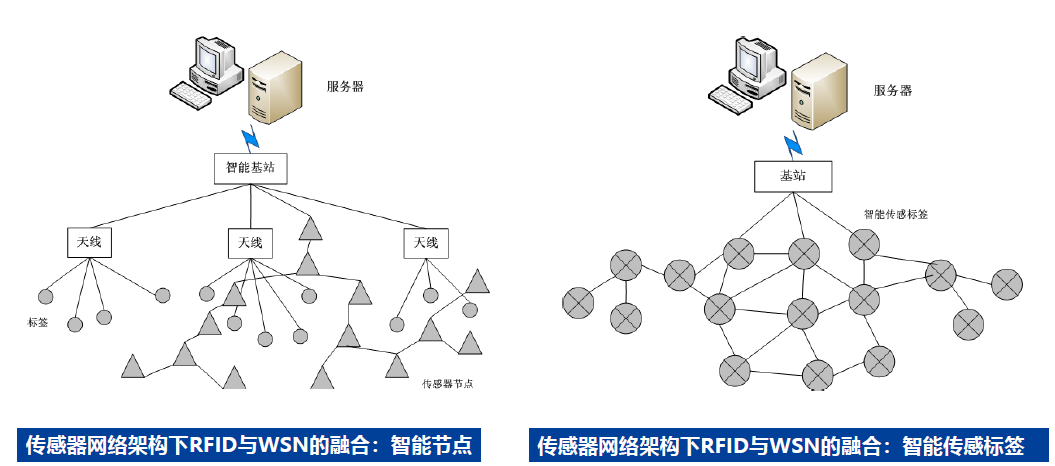 服务器
智能基站
天线
天线
天线
标签
传感器节点
传感器网络架构下RFID与WSN的融合：智能节点
服务器
基站
智能传感标签
传感器网络架构下RFID与WSN的融合：智能传感标签